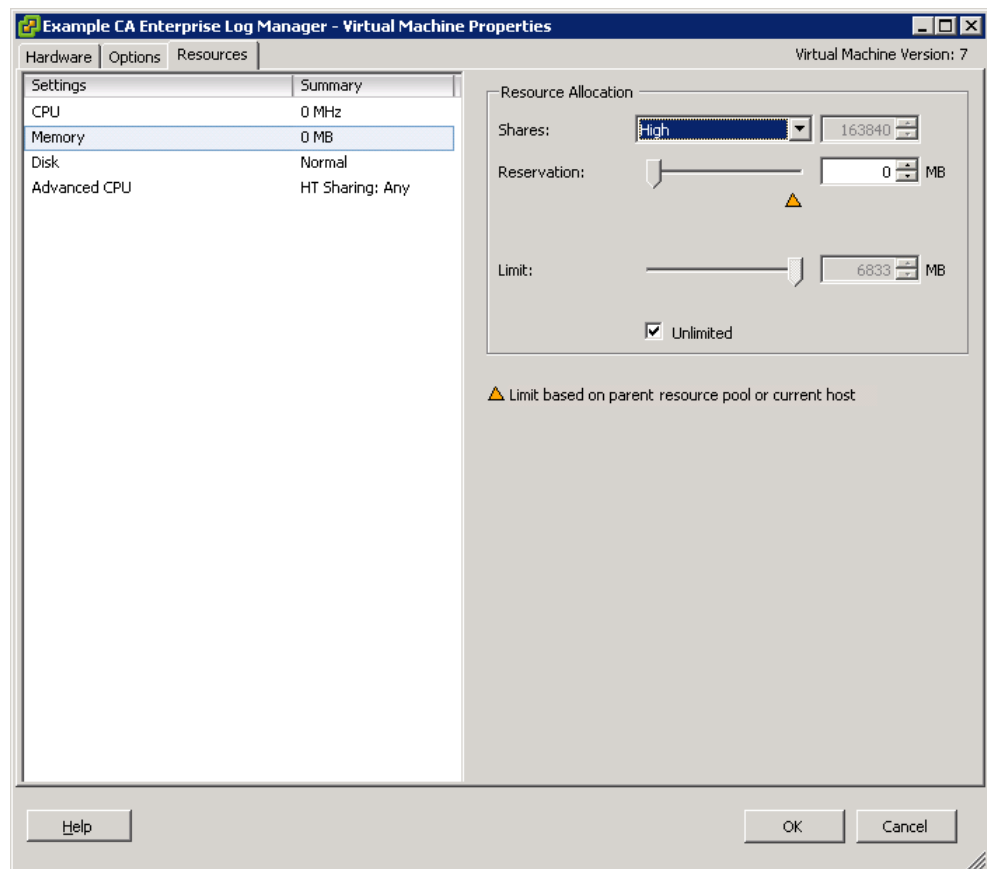 Example CA Enterprise Log Manager - Virtual Machine Properties
Hardware Options Resources Virtual Machine Version: 7
Settings Summary
CPU 0 MHz
Memory 0 MB
Disk Normal
Advanced CPU HT Sharing: Any
Resource Allocation
Shares: High 163840
Reservation: 0 MB
Limit: 6833 MB
Unlimited
Limit based on parent resource pool or current host
Help OK Cancel